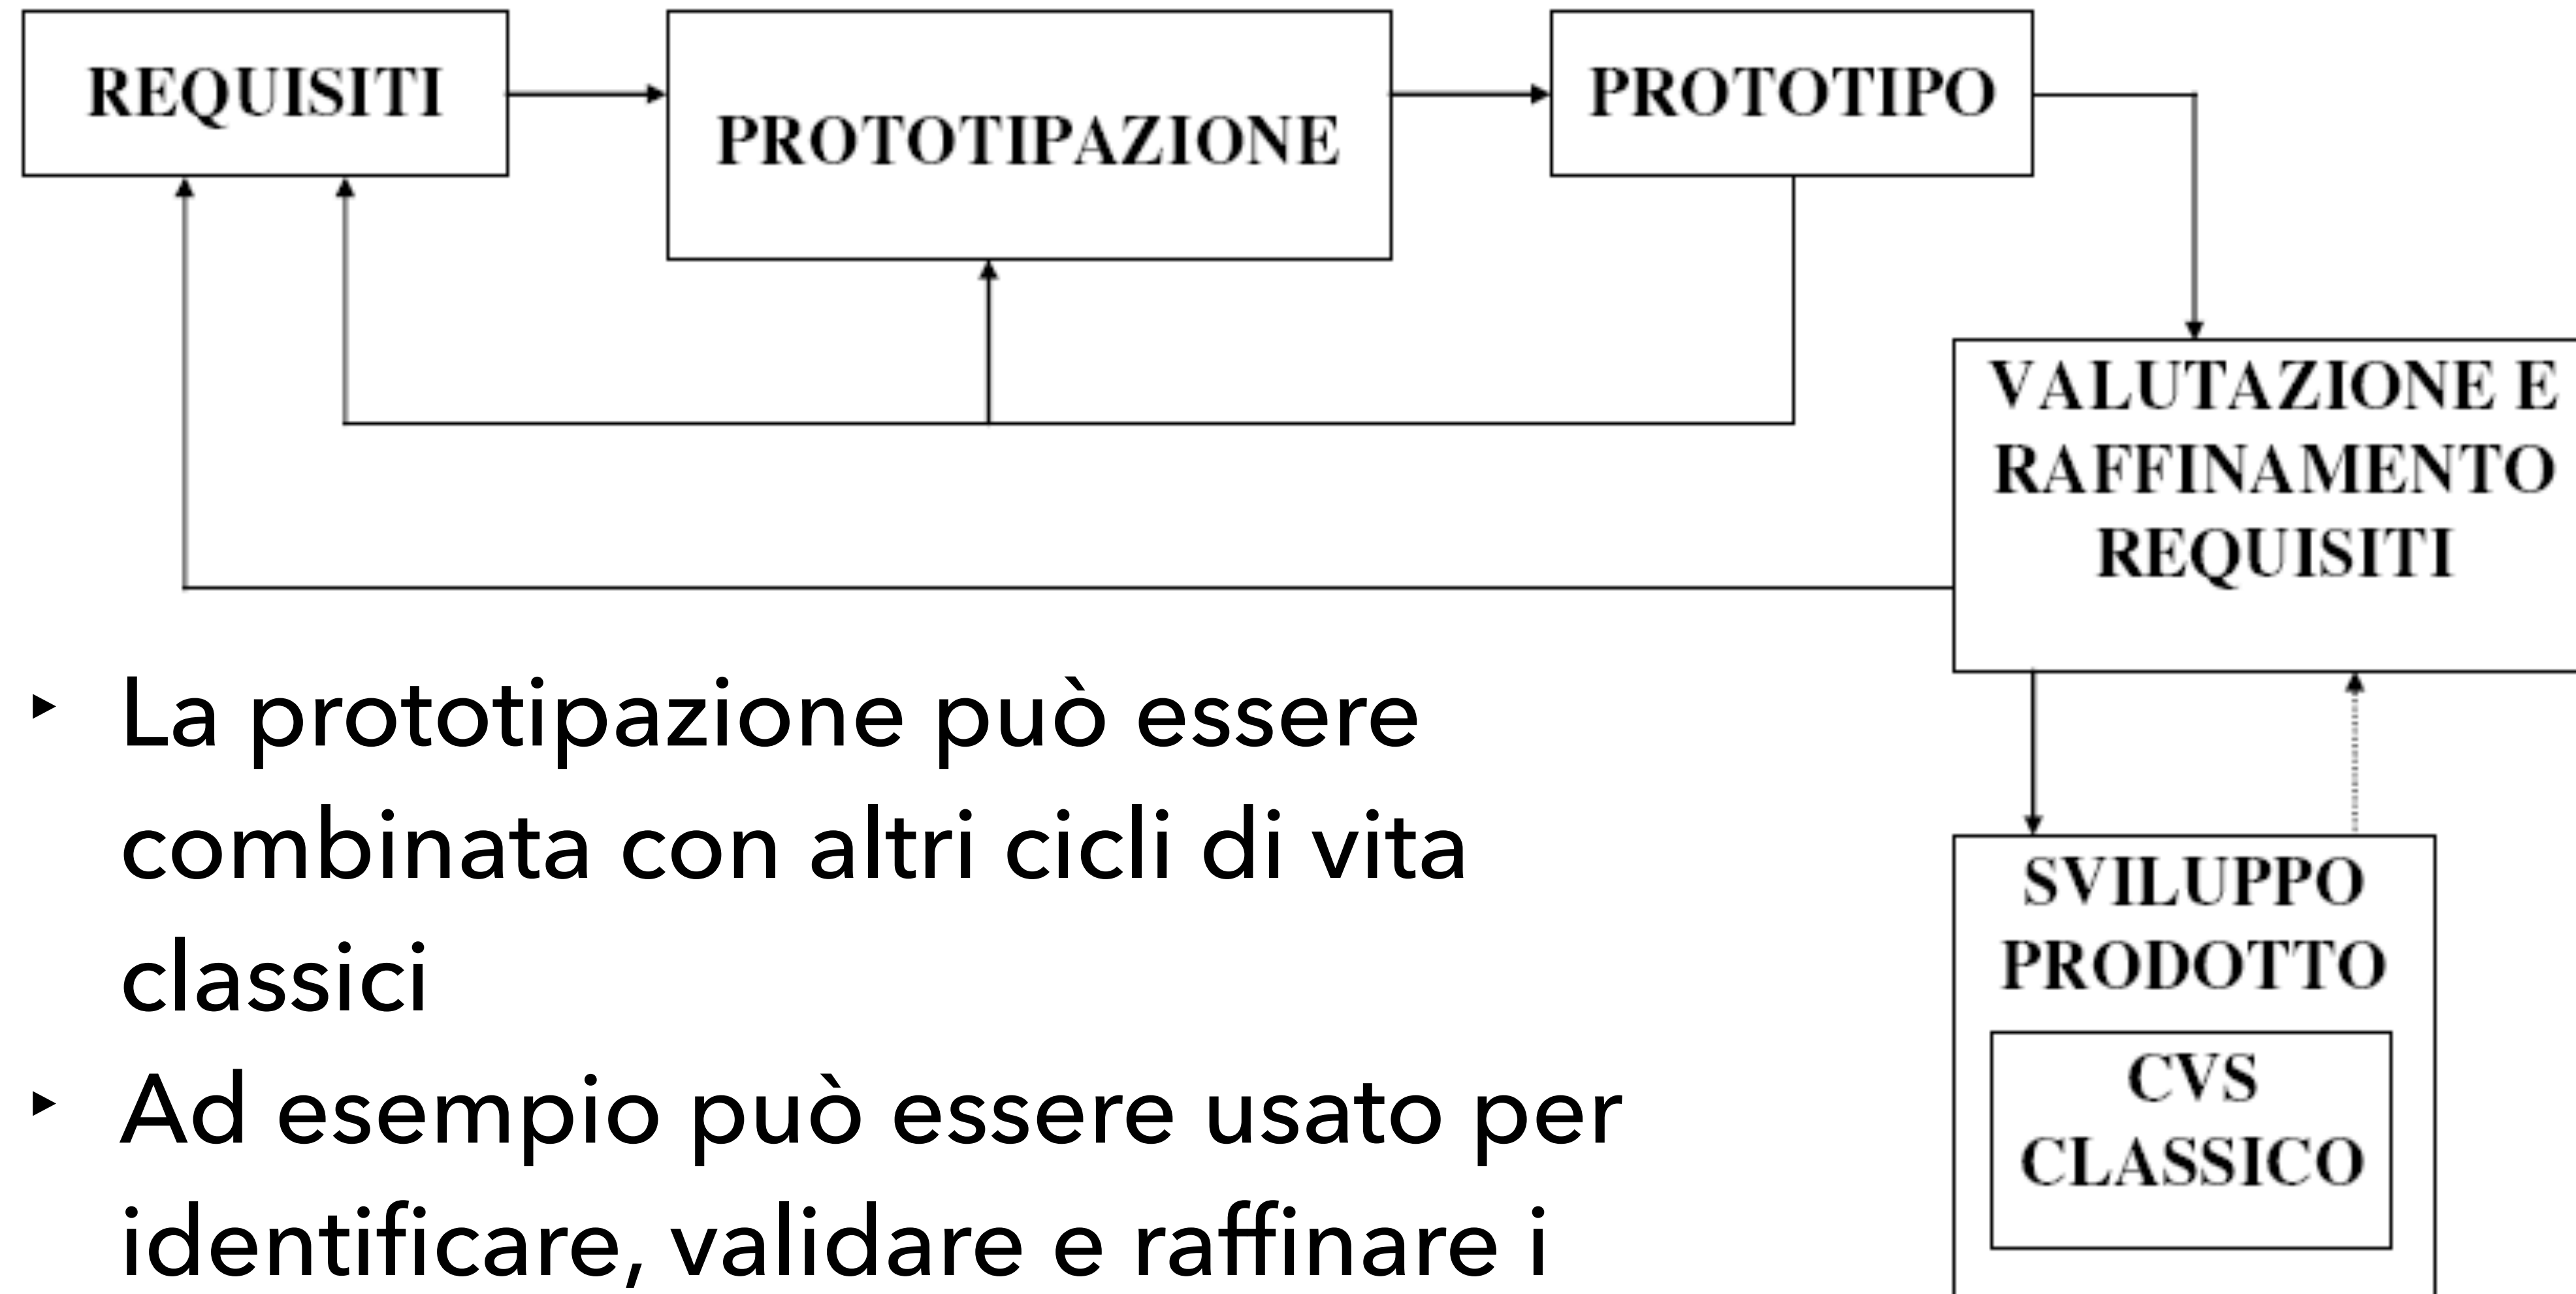 REQUISITI
PROTOTIPAZIONE
PROTOTIPO
VALUTAZIONE E
RAFFINAMENTO
REQUISITI
SVILUPPO
PRODOTTO
CVS
CLASSICO
‣ La prototipazione può essere
combinata con altri cicli di vita
classici
‣ Ad esempio può essere usato per
identificare, validare e raffinare i